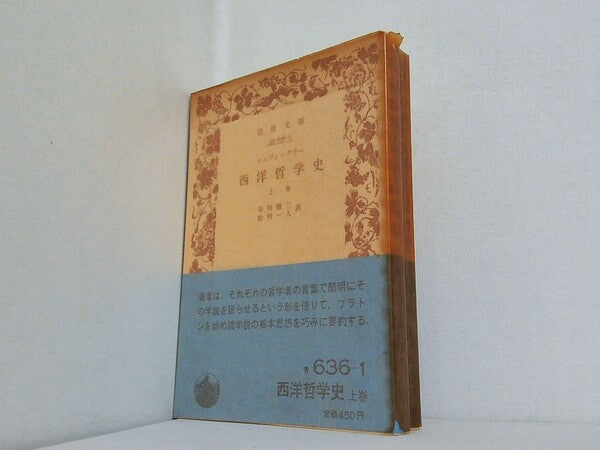 岩波文庫
シュヴェーグラー
西洋哲学史
上巻
谷川徹三 訳
松村一人
著者は、それぞれの哲学者の言葉で簡明にそ
の学説を語らせるという形を借りて、プラト
ンを始め諸学説の根本思想を巧みに要約する.
青 636-1
西洋哲学史 上巻
定価450円